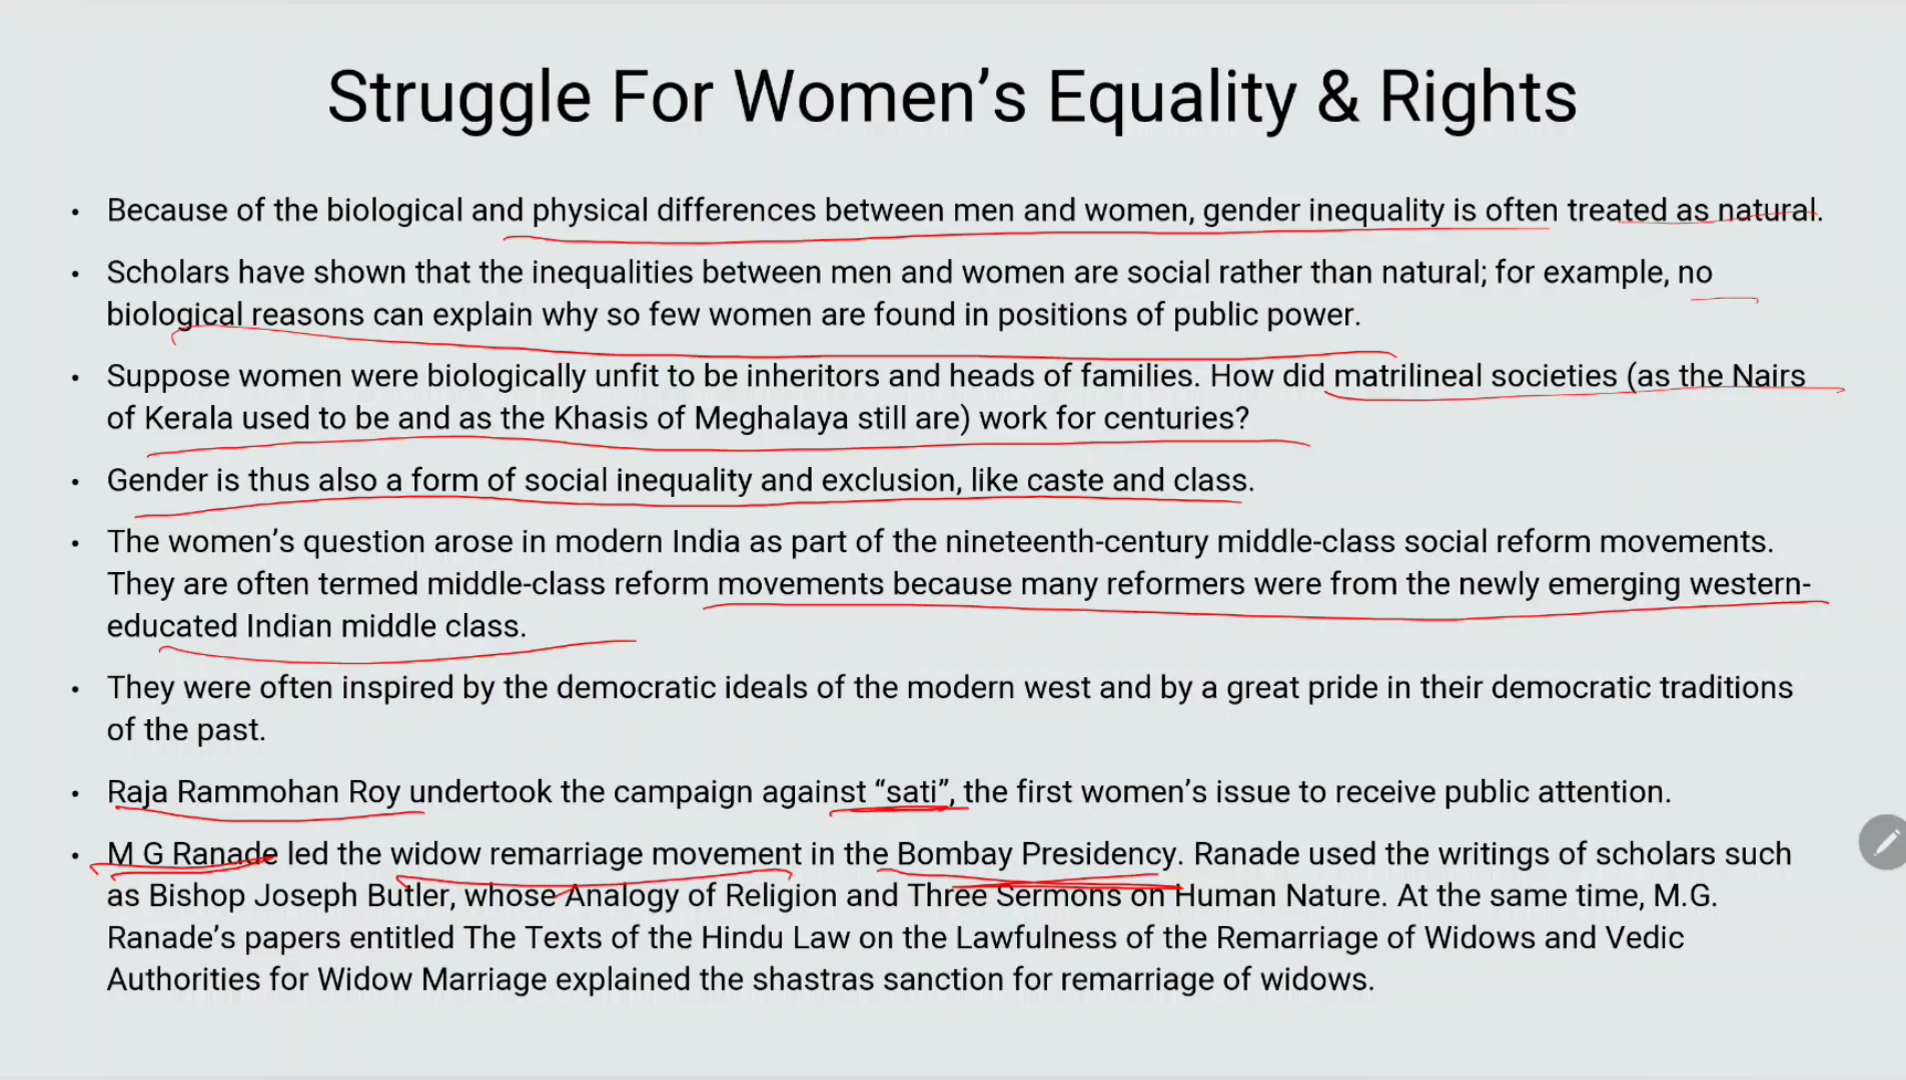 Struggle For Women’s Equality & Rights
• Because of the biological and physical differences between men and women, gender inequality is often treated as natural.
• Scholars have shown that the inequalities between men and women are social rather than natural; for example, no
biological reasons can explain why so few women are found in positions of public power.
• Suppose women were biologically unfit to be inheritors and heads of families. How did matrilineal societies (as the Nairs
of Kerala used to be and as the Khasis of Meghalaya still are) work for centuries?
• Gender is thus also a form of social inequality and exclusion, like caste and class.
• The women’s question arose in modern India as part of the nineteenth-century middle-class social reform movements.
They are often termed middle-class reform movements because many reformers were from the newly emerging western-
educated Indian middle class.
• They were often inspired by the democratic ideals of the modern west and by a great pride in their democratic traditions
of the past.
• Raja Rammohan Roy undertook the campaign against “sati”, the first women’s issue to receive public attention.
• M G Ranade led the widow remarriage movement in the Bombay Presidency. Ranade used the writings of scholars such
as Bishop Joseph Butler, whose Analogy of Religion and Three Sermons on Human Nature. At the same time, M.G.
Ranade’s papers entitled The Texts of the Hindu Law on the Lawfulness of the Remarriage of Widows and Vedic
Authorities for Widow Marriage explained the shastras sanction for remarriage of widows.